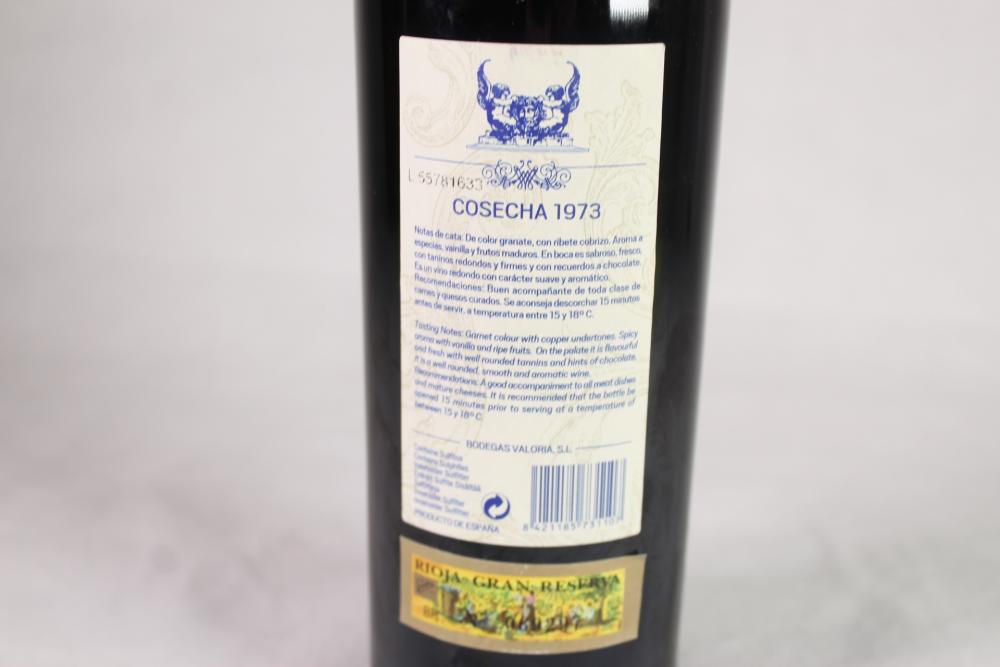 L 55781633
COSECHA 1973
Notas de cata: De color granate, con ribete cobrizo. Aroma a
especias, vainilla y frutos maduros. En boca es sabroso, fresco,
con taninos redondos y firmes y con recuerdos a chocolate.
Es un vino redondo con carácter suave y aromático.
Recomendaciones: Buen acompañante de toda clase de
carnes y quesos curados. Se aconseja descorchar 15 minutos
antes de servir, a temperatura entre 15 y 18º C.
Tasting Notes: Garnet colour with copper undertones. Spicy
aroma with vanilla and ripe fruits. On the palate it is flavourful
and fresh with well rounded tannins and hints of chocolate.
It is a well rounded, smooth and aromatic wine.
Recommendations: A good accompaniment to all meat dishes
and mature cheeses. It is recommended that the bottle be
opened 15 minutes prior to serving at a temperature of
between 15 y 18º C.
BODEGAS VALORIA, S.L.
Contiene Sulfitos
PRODUCTO DE ESPAÑA
8 421185 731107
RIOJA GRAN RESERVA